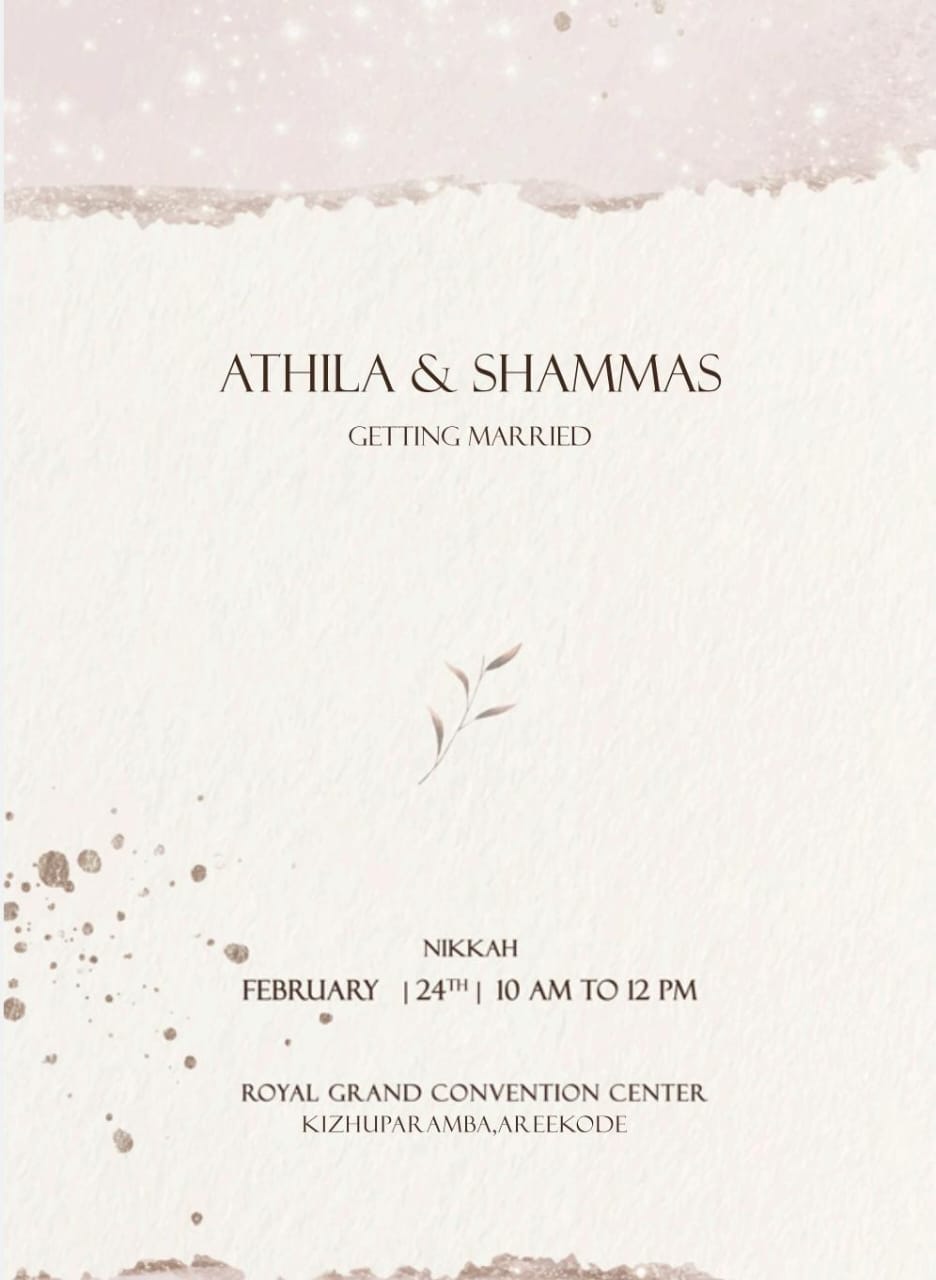 ATHILA & SHAMMAS
GETTING MARRIED
NIKKAH
FEBRUARY | 24TH | 10 AM TO 12 PM
ROYAL GRAND CONVENTION CENTER
KIZHUPARAMBA,AREEKODE